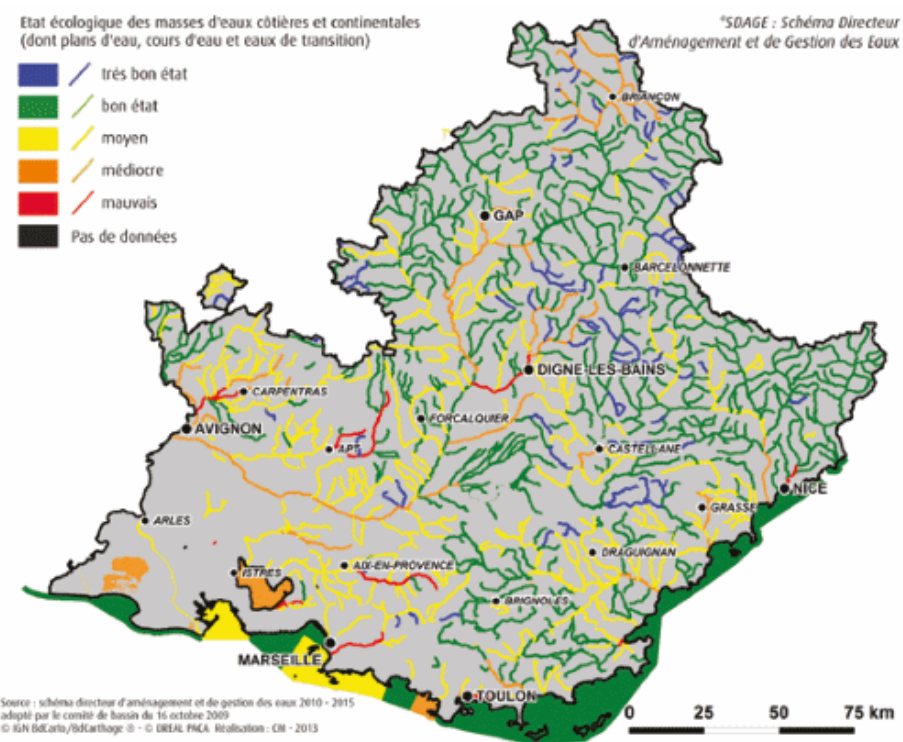 Etat écologique des masses d'eaux côtières et continentales
(dont plans d'eau, cours d'eau et eaux de transition)
*SDAGE : Schéma Directeur
d'Aménagement et de Gestion des Eaux
trés bon état
bon état
moyen
médiocre
mauvais
Pas de données
BRIANÇON
GAP
BARCELONNETTE
DIGNE-LES-BAINS
CARPENTRAS
FORCALQUIER
AVIGNON
APT
CASTELLANE
NICE
GRASSE
ARLES
DRAGUIGNAN
ISTRES
AIX-EN-PROVENCE
BRIGNOLES
MARSEILLE
TOULON
Source : schéma directeur d'aménagement et de gestion des eaux 2010 - 2015
adopté par le comité de bassin du 16 octobre 2009
© IGN BdCarto/BdCarthage ® - © DREAL PACA Réalisation : CM - 2013
0 25 50 75 km